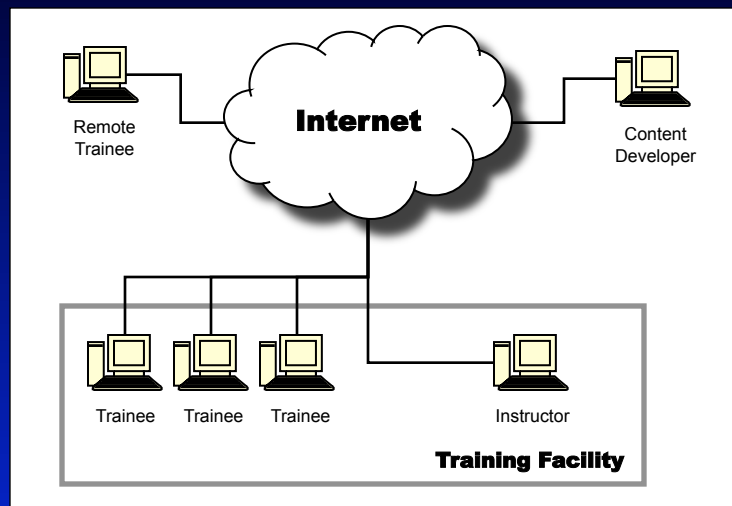 Internet
Remote
Trainee
Content
Developer
Trainee
Trainee
Trainee
Instructor
Training Facility